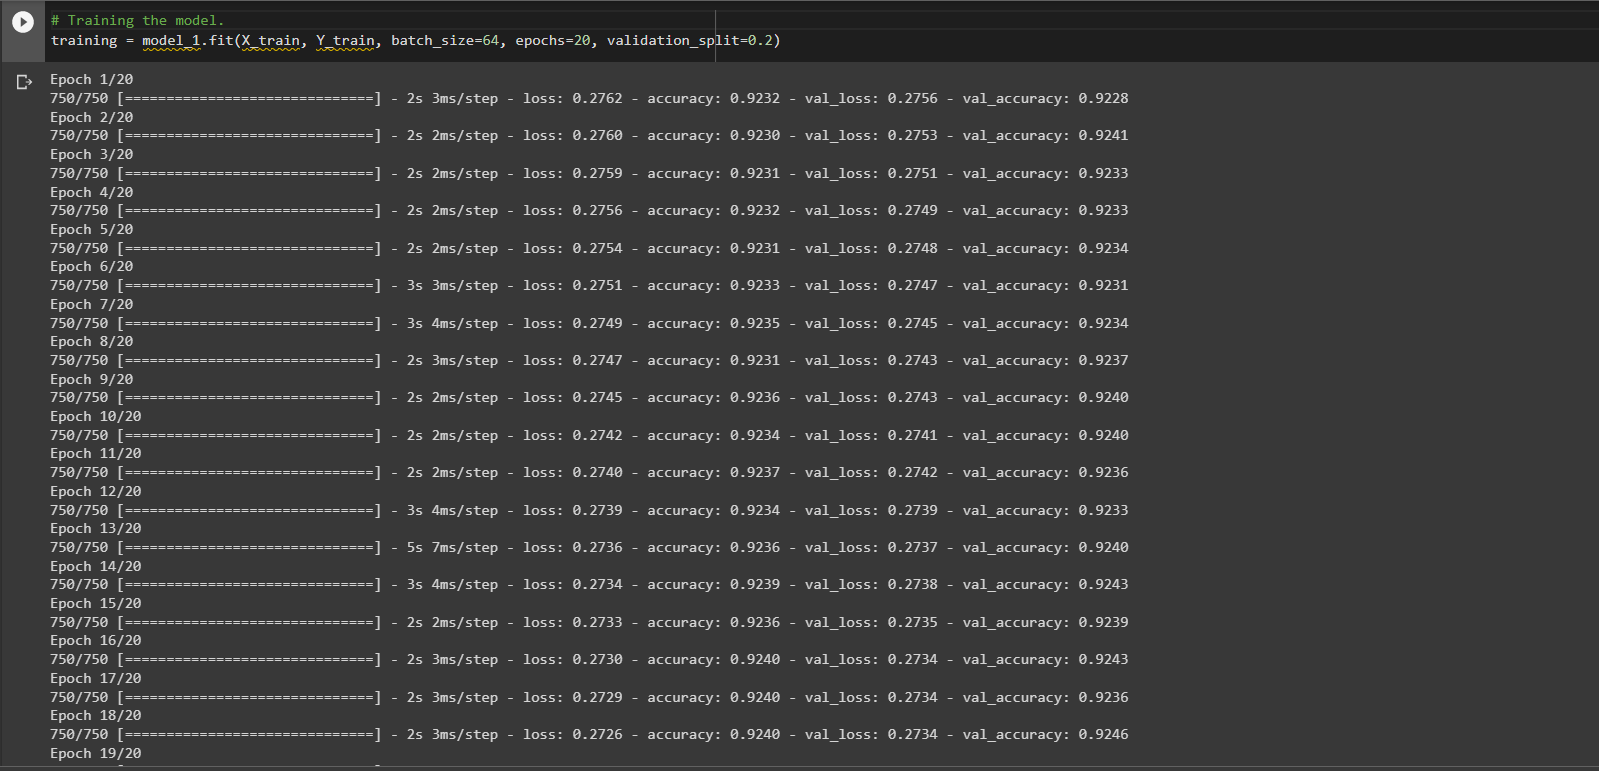 # Training the model.
training = model_1.fit(X_train, Y_train, batch_size=64, epochs=20, validation_split=0.2)
Epoch 1/20
750/750 [==============================] - 2s 3ms/step - loss: 0.2762 - accuracy: 0.9232 - val_loss: 0.2756 - val_accuracy: 0.9228
Epoch 2/20
750/750 [==============================] - 2s 2ms/step - loss: 0.2760 - accuracy: 0.9230 - val_loss: 0.2753 - val_accuracy: 0.9241
Epoch 3/20
750/750 [==============================] - 2s 2ms/step - loss: 0.2759 - accuracy: 0.9231 - val_loss: 0.2751 - val_accuracy: 0.9233
Epoch 4/20
750/750 [==============================] - 2s 2ms/step - loss: 0.2756 - accuracy: 0.9232 - val_loss: 0.2749 - val_accuracy: 0.9233
Epoch 5/20
750/750 [==============================] - 2s 2ms/step - loss: 0.2754 - accuracy: 0.9231 - val_loss: 0.2748 - val_accuracy: 0.9234
Epoch 6/20
750/750 [==============================] - 3s 3ms/step - loss: 0.2751 - accuracy: 0.9233 - val_loss: 0.2747 - val_accuracy: 0.9231
Epoch 7/20
750/750 [==============================] - 3s 4ms/step - loss: 0.2749 - accuracy: 0.9235 - val_loss: 0.2745 - val_accuracy: 0.9234
Epoch 8/20
750/750 [==============================] - 2s 3ms/step - loss: 0.2747 - accuracy: 0.9231 - val_loss: 0.2743 - val_accuracy: 0.9237
Epoch 9/20
750/750 [==============================] - 2s 2ms/step - loss: 0.2745 - accuracy: 0.9236 - val_loss: 0.2743 - val_accuracy: 0.9240
Epoch 10/20
750/750 [==============================] - 2s 2ms/step - loss: 0.2742 - accuracy: 0.9234 - val_loss: 0.2741 - val_accuracy: 0.9240
Epoch 11/20
750/750 [==============================] - 2s 2ms/step - loss: 0.2740 - accuracy: 0.9237 - val_loss: 0.2742 - val_accuracy: 0.9236
Epoch 12/20
750/750 [==============================] - 3s 4ms/step - loss: 0.2739 - accuracy: 0.9234 - val_loss: 0.2739 - val_accuracy: 0.9233
Epoch 13/20
750/750 [==============================] - 5s 7ms/step - loss: 0.2736 - accuracy: 0.9236 - val_loss: 0.2737 - val_accuracy: 0.9240
Epoch 14/20
750/750 [==============================] - 3s 4ms/step - loss: 0.2734 - accuracy: 0.9239 - val_loss: 0.2738 - val_accuracy: 0.9243
Epoch 15/20
750/750 [==============================] - 2s 2ms/step - loss: 0.2733 - accuracy: 0.9236 - val_loss: 0.2735 - val_accuracy: 0.9239
Epoch 16/20
750/750 [==============================] - 2s 3ms/step - loss: 0.2730 - accuracy: 0.9240 - val_loss: 0.2734 - val_accuracy: 0.9243
Epoch 17/20
750/750 [==============================] - 2s 3ms/step - loss: 0.2729 - accuracy: 0.9240 - val_loss: 0.2734 - val_accuracy: 0.9236
Epoch 18/20
750/750 [==============================] - 2s 3ms/step - loss: 0.2726 - accuracy: 0.9240 - val_loss: 0.2734 - val_accuracy: 0.9246
Epoch 19/20